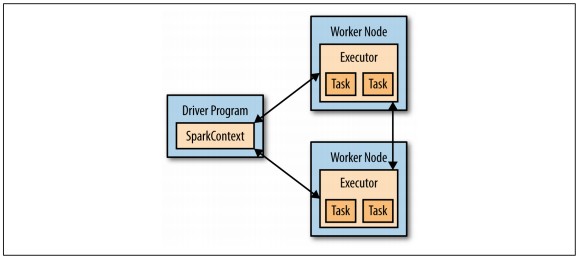 Driver Program
SparkContext
Worker Node
Executor
Task Task
Worker Node
Executor
Task Task